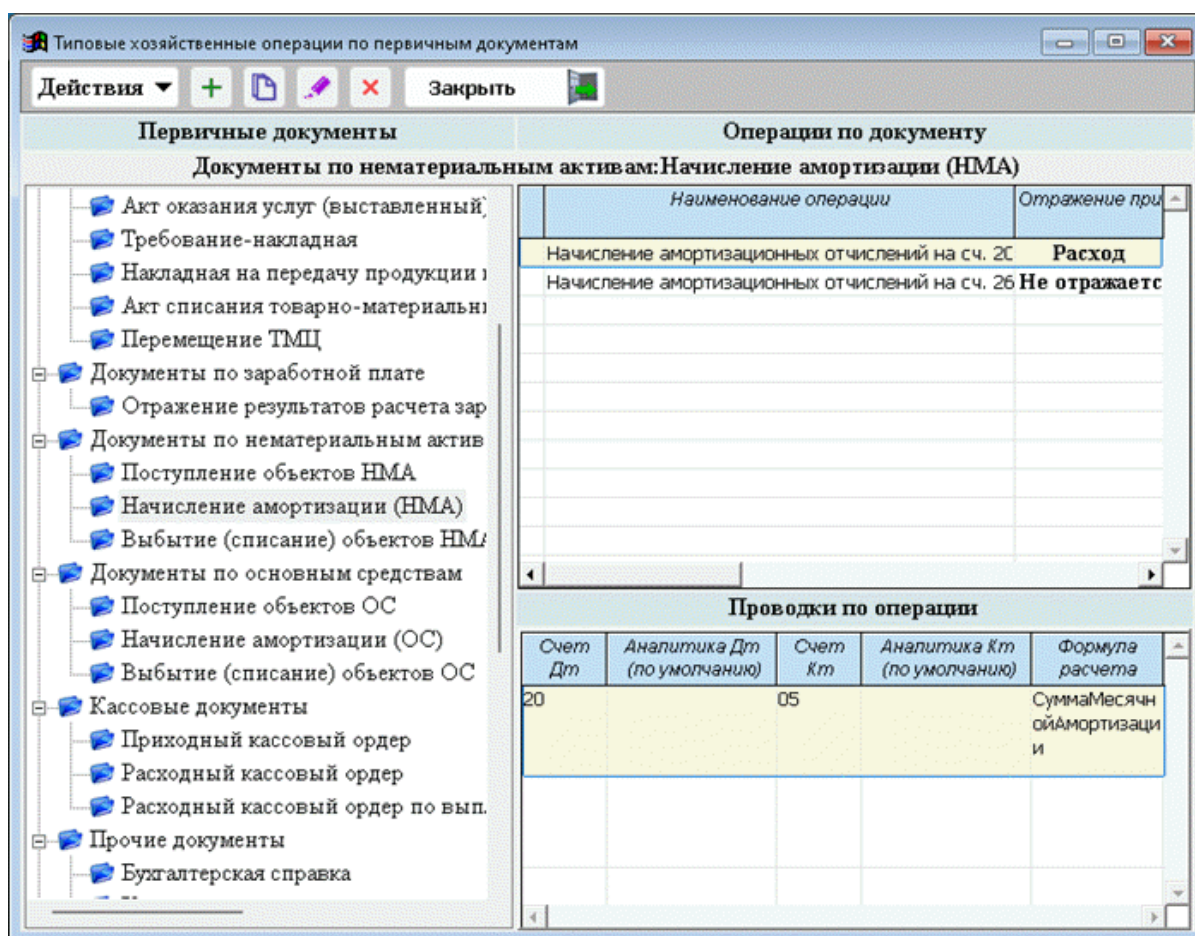 Типовые хозяйственные операции по первичным документам
Действия
Закрыть
Первичные документы
Операции по документу
Документы по нематериальным активам:Начисление амортизации (НМА)
Акт оказания услуг (выставленный)
Требование-накладная
Накладная на передачу продукции
Акт списания товарно-материальн
Перемещение ТМЦ
Документы по заработной плате
Отражение результатов расчета зар
Документы по нематериальным актив
Поступление объектов НМА
Начисление амортизации (НМА)
Выбытие (списание) объектов НМА
Документы по основным средствам
Поступление объектов ОС
Начисление амортизации (ОС)
Выбытие (списание) объектов ОС
Кассовые документы
Приходный кассовый ордер
Расходный кассовый ордер
Расходный кассовый ордер по вып
Прочие документы
Бухгалтерская справка
Наименование операции
Отражение при
Начисление амортизационных отчислений на сч. 20
Расход
Начисление амортизационных отчислений на сч. 26
Не отражаетс
Проводки по операции
Счет Дт
Аналитика Дт (по умолчанию)
Счет Кт
Аналитика Кт (по умолчанию)
Формула расчета
20
05
СуммаМесячн
ойАмортизаци
и